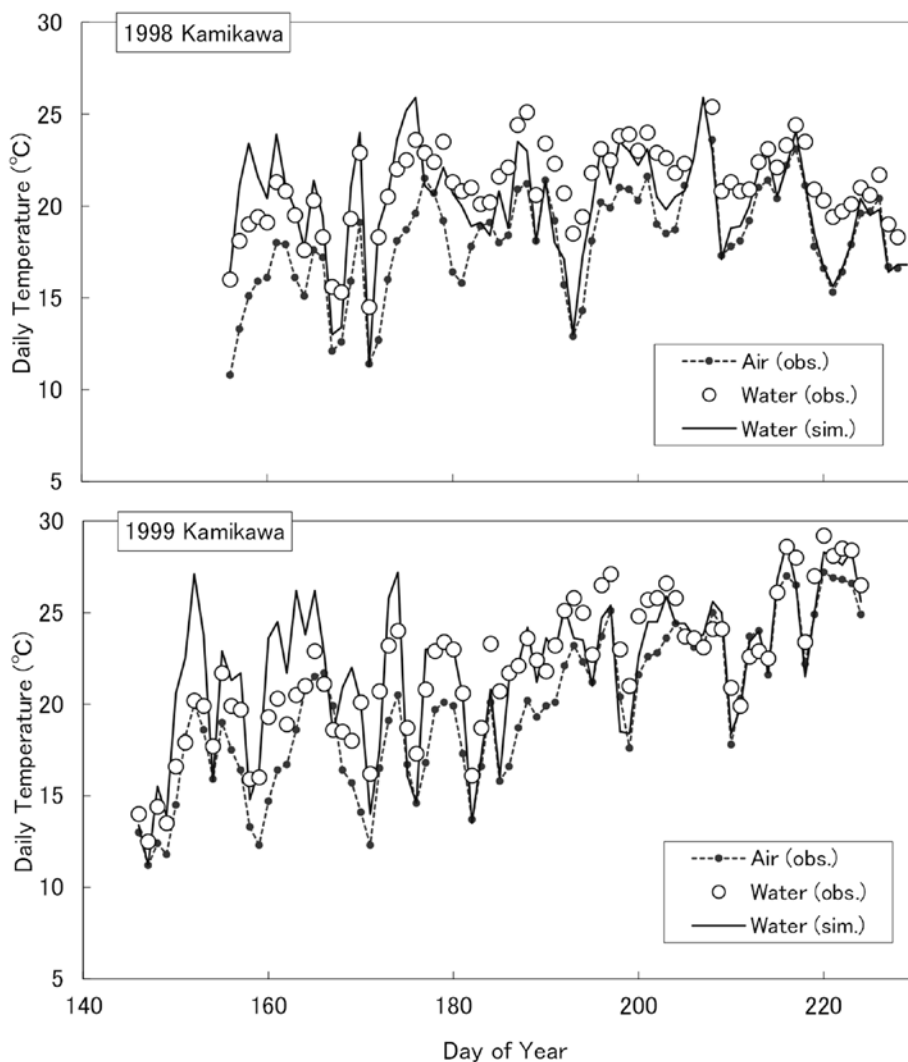 30
1998 Kamikawa
25
20
15
10
5
Daily Temperature (°C)
Air (obs.)
Water (obs.)
Water (sim.)
30
1999 Kamikawa
25
20
15
10
5
Daily Temperature (°C)
Air (obs.)
Water (obs.)
Water (sim.)
140 160 180 200 220
Day of Year